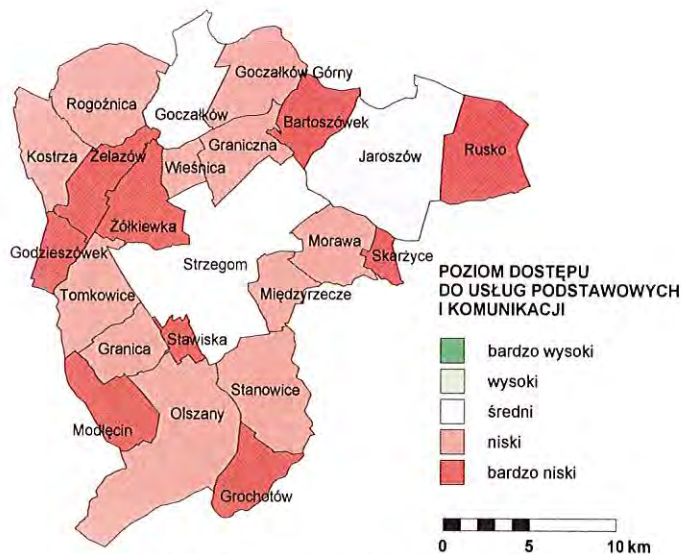 Goczałków Górny
Rogoźnica
Goczałków
Bartoszówek
Graniczna
Kostrza
Żelazów
Wieśnica
Jaroszów
Rusko
Żółkiewka
Godzieszówek
Morawa
Skarżyce
Strzegom
Tomkowice
Międzyrzecze
Stawiska
Granica
Stanowice
Olszany
Modlęcin
Grochotów
POZIOM DOSTĘPU
DO USŁUG PODSTAWOWYCH
I KOMUNIKACJI
bardzo wysoki
wysoki
średni
niski
bardzo niski
0 5 10 km